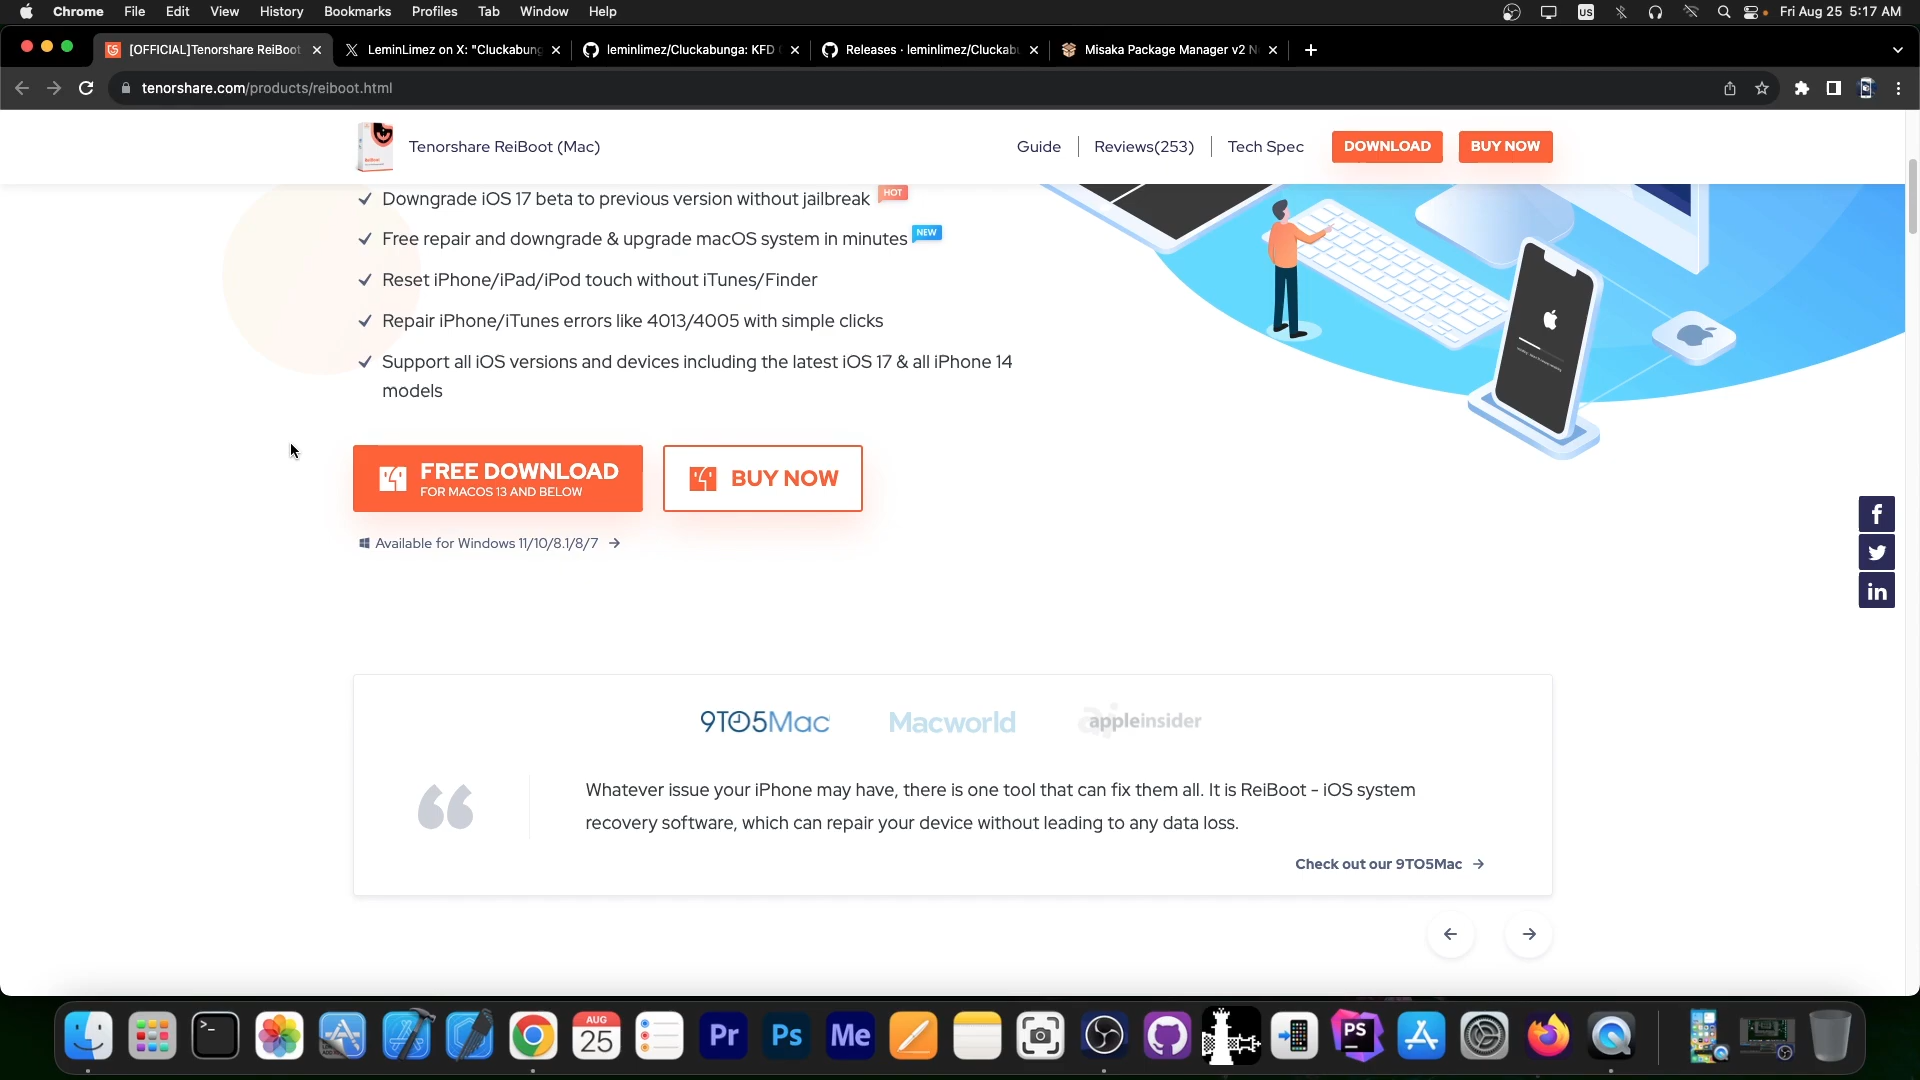 Chrome File Edit View History Bookmarks Profiles Tab Window Help US Fri Aug 25 5:17 AM
[OFFICIAL]Tenorshare ReiBoot LeminLimez on X: "Cluckabung leminlimez/Cluckabunga: KFD Releases · leminlimez/Cluckab Misaka Package Manager v2 N
tenorshare.com/products/reiboot.html
Tenorshare ReiBoot (Mac) Guide Reviews(253) Tech Spec DOWNLOAD BUY NOW
Downgrade iOS 17 beta to previous version without jailbreak HOT
Free repair and downgrade & upgrade macOS system in minutes NEW
Reset iPhone/iPad/iPod touch without iTunes/Finder
Repair iPhone/iTunes errors like 4013/4005 with simple clicks
Support all iOS versions and devices including the latest iOS 17 & all iPhone 14
models
FREE DOWNLOAD
FOR MACOS 13 AND BELOW
BUY NOW
Available for Windows 11/10/8.1/8/7
9TO5Mac Macworld appleinsider
Whatever issue your iPhone may have, there is one tool that can fix them all. It is ReiBoot - iOS system
recovery software, which can repair your device without leading to any data loss.
Check out our 9TO5Mac
AUG
25
Pr Ps Me PS